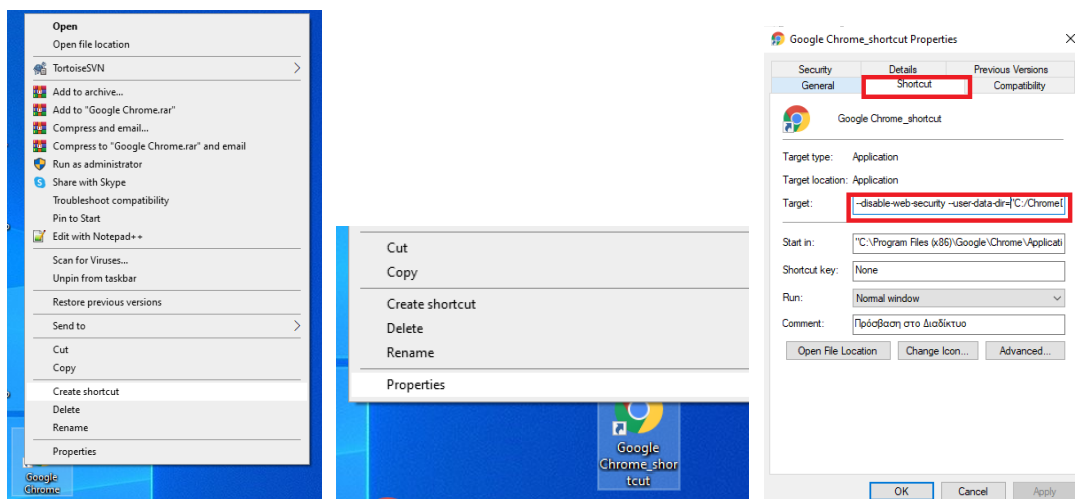 Open
Open file location
TortoiseSVN
Add to archive...
Add to "Google Chrome.rar"
Compress and email...
Compress to "Google Chrome.rar" and email
Run as administrator
Share with Skype
Troubleshoot compatibility
Pin to Start
Edit with Notepad++
Scan for Viruses...
Unpin from taskbar
Restore previous versions
Send to
Cut
Copy
Create shortcut
Delete
Rename
Properties
Google
Chrome
Cut
Copy
Create shortcut
Delete
Rename
Properties
Google
Chrome_shor
tcut
Google Chrome_shortcut Properties
Security Details Previous Versions
General Shortcut Compatibility
Google Chrome_shortcut
Target type: Application
Target location: Application
Target: --disable-web-security --user-data-dir="C:/Chrome
Start in: "C:\Program Files (x86)\Google\Chrome\Applicati
Shortcut key: None
Run: Normal window
Comment: Πρόσβαση στο Διαδίκτυο
Open File Location Change Icon... Advanced...
OK Cancel Apply